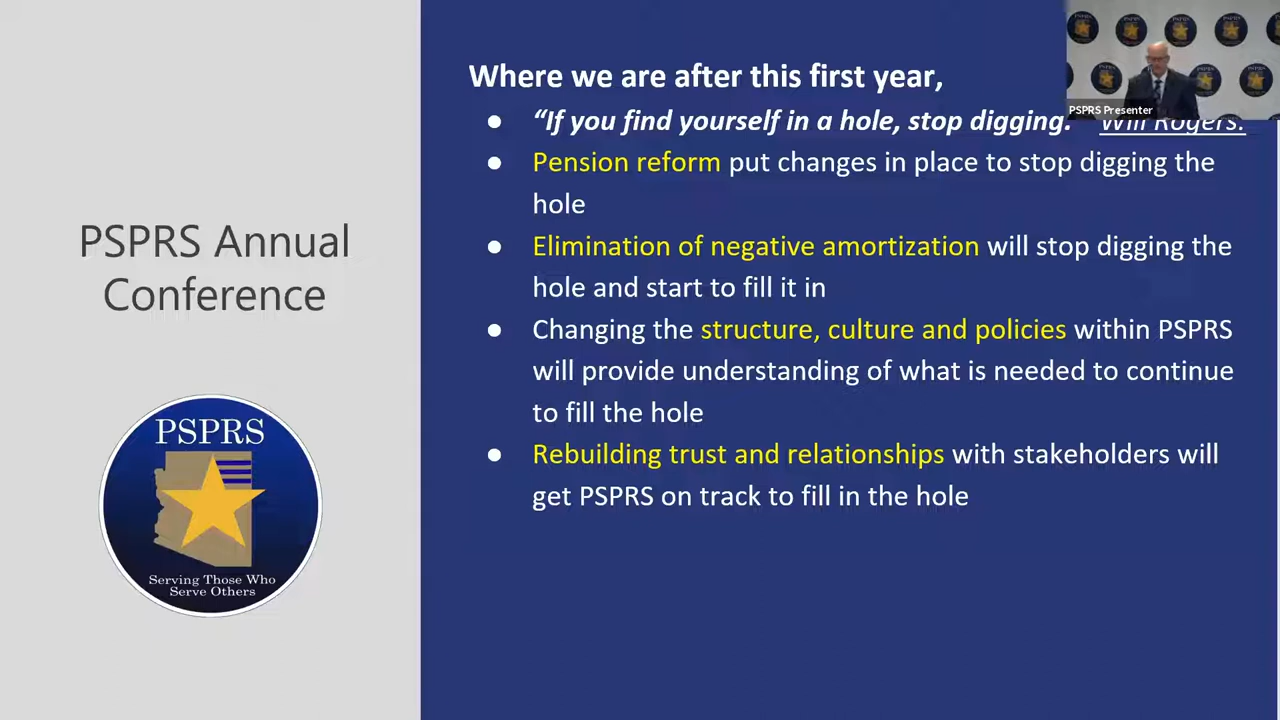 Where we are after this first year,
● “If you find yourself in a hole, stop digging.” Will Rogers.
● Pension reform put changes in place to stop digging the
hole
● Elimination of negative amortization will stop digging the
hole and start to fill it in
● Changing the structure, culture and policies within PSPRS
will provide understanding of what is needed to continue
to fill the hole
● Rebuilding trust and relationships with stakeholders will
get PSPRS on track to fill in the hole
PSPRS Annual
Conference
PSPRS
Serving Those Who
Serve Others
PSPRS Presenter